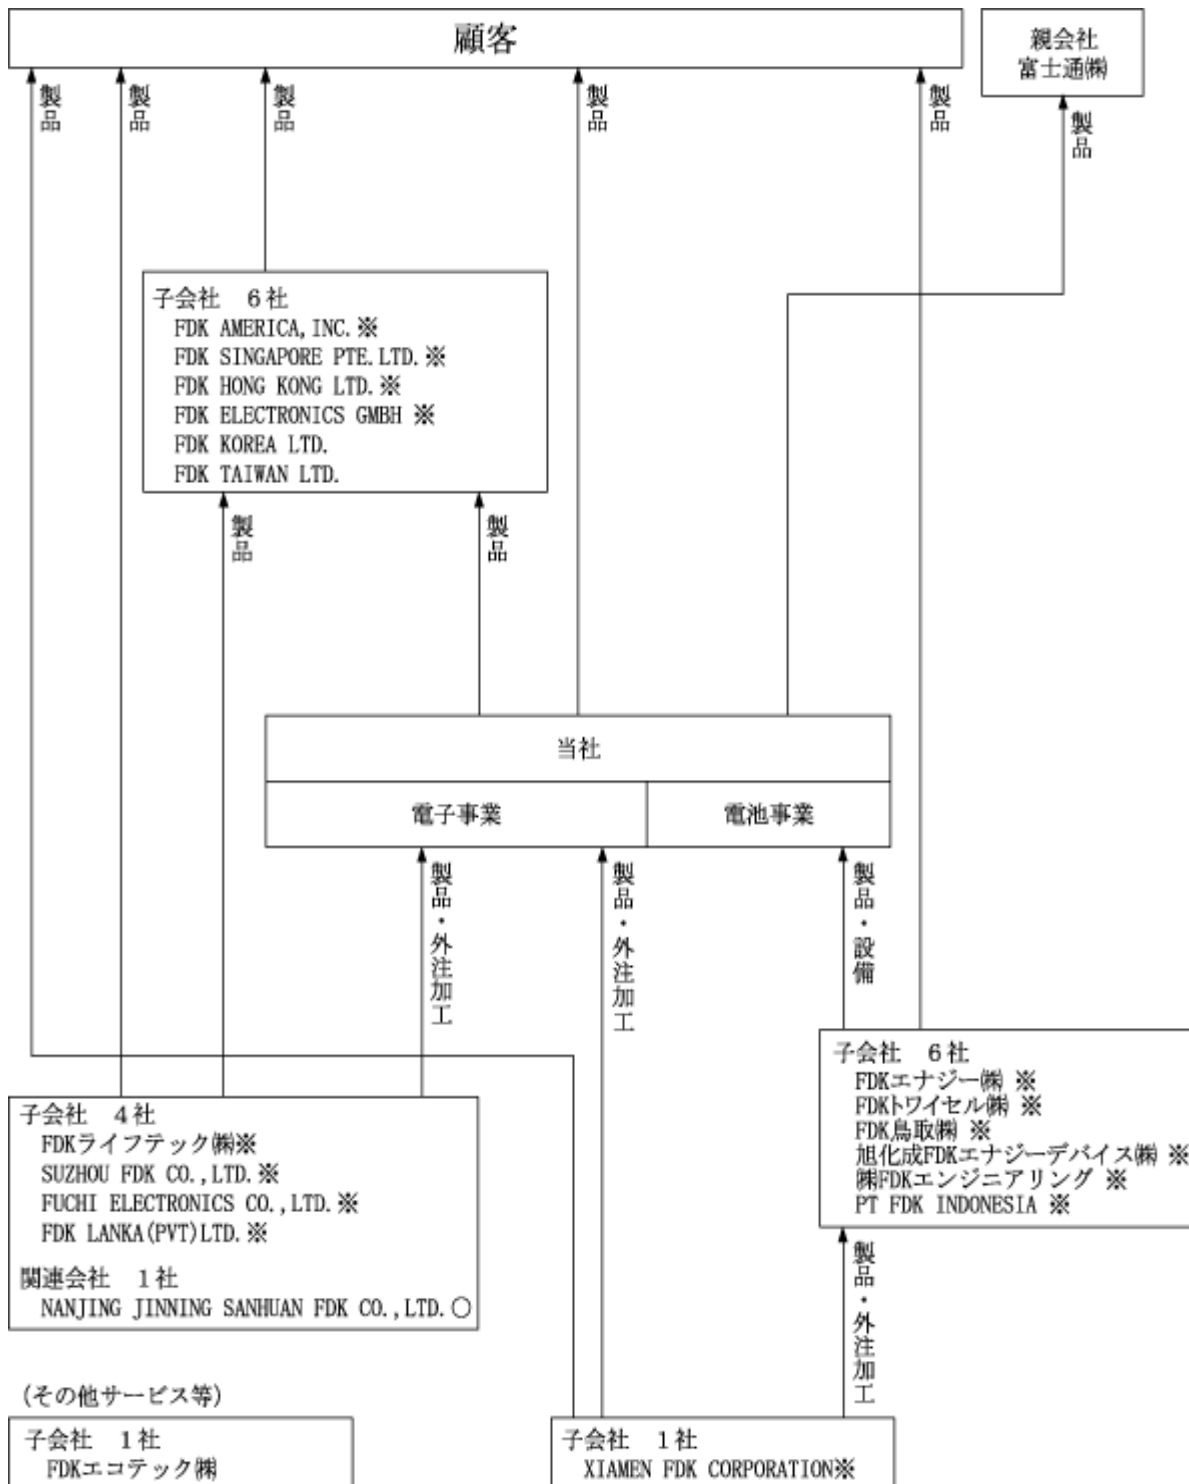 顧客
親会社
富士通㈱
製品
製品
製品
製品
製品
製品
子会社　６社
FDK AMERICA,INC.※
FDK SINGAPORE PTE.LTD.※
FDK HONG KONG LTD.※
FDK ELECTRONICS GMBH ※
FDK KOREA LTD.
FDK TAIWAN LTD.
製品
製品
当社
電子事業
電池事業
製品・外注加工
製品・外注加工
製品・設備
子会社　６社
FDKエナジー㈱ ※
FDKトワイセル㈱ ※
FDK鳥取㈱ ※
旭化成FDKエナジーデバイス㈱ ※
㈱FDKエンジニアリング ※
PT FDK INDONESIA ※
子会社　４社
FDKライフテック㈱※
SUZHOU FDK CO.,LTD.※
FUCHI ELECTRONICS CO.,LTD.※
FDK LANKA(PVT)LTD.※
関連会社　１社
NANJING JINNING SANHUAN FDK CO.,LTD.○
製品・外注加工
(その他サービス等)
子会社　１社
FDKエコテック㈱
子会社　１社
XIAMEN FDK CORPORATION※